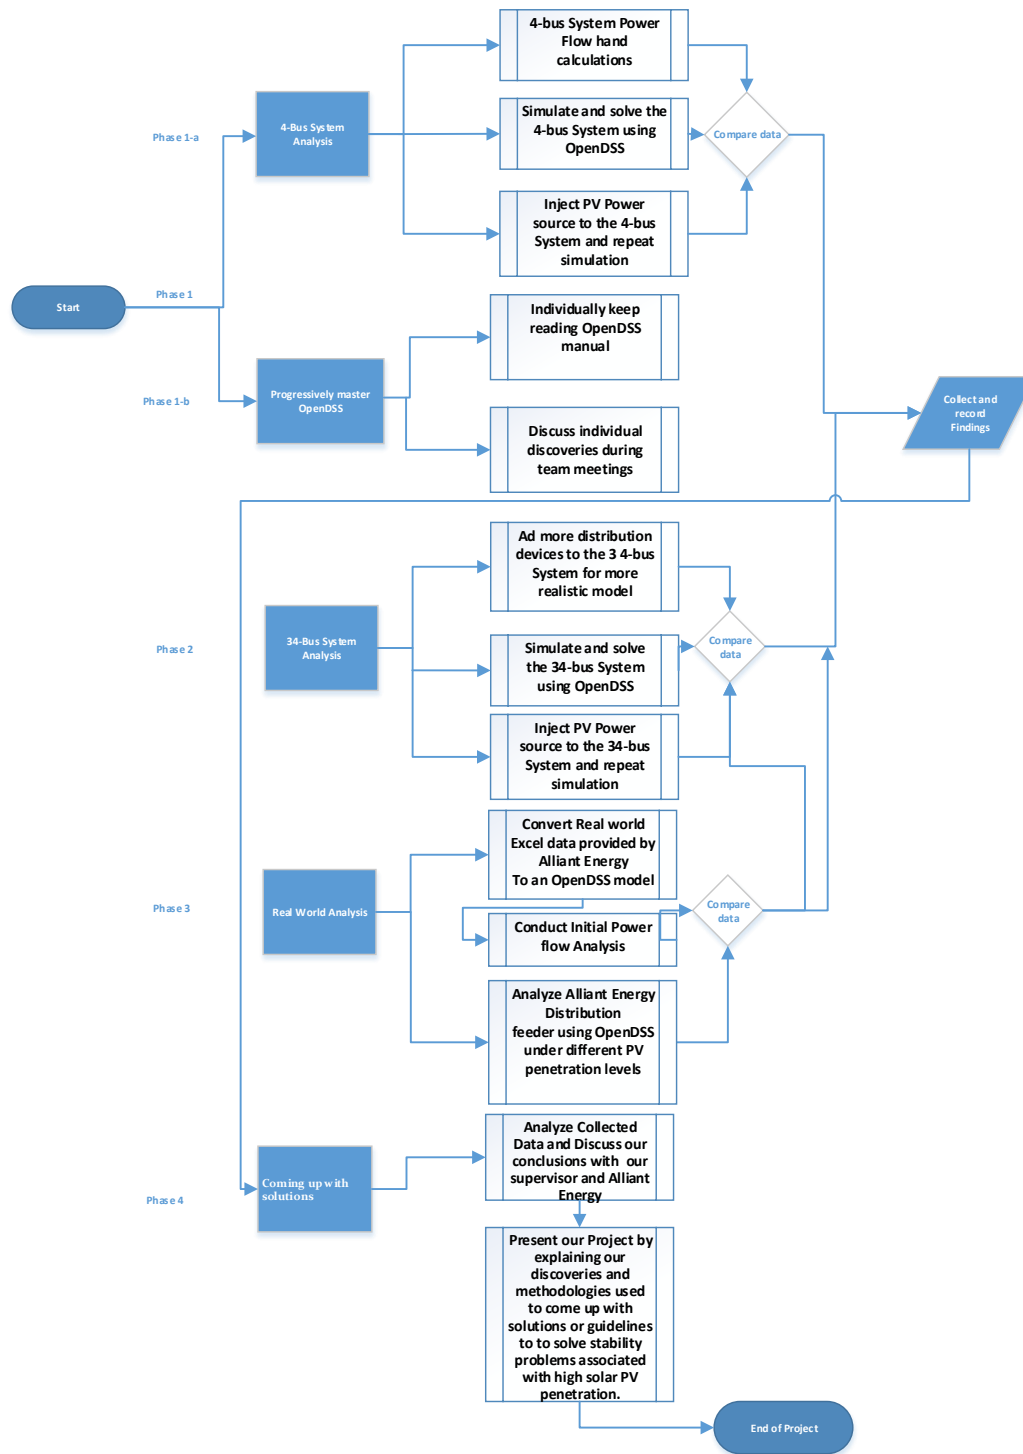 4-bus System Power
Flow hand
calculations
Phase 1-a
4-Bus System
Analysis
Simulate and solve the
4-bus System using
OpenDSS
Compare data
Inject PV Power
source to the 4-bus
System and repeat
simulation
Start
Phase 1
Individually keep
reading OpenDSS
manual
Phase 1-b
Progressively master
OpenDSS
Discuss individual
discoveries during
team meetings
Collect and
record
Findings
Ad more distribution
devices to the 3 4-bus
System for more
realistic model
Phase 2
34-Bus System
Analysis
Simulate and solve
the 34-bus System
using OpenDSS
Compare
data
Inject PV Power
source to the 34-bus
System and repeat
simulation
Convert Real world
Excel data provided by
Alliant Energy
To an OpenDSS model
Phase 3
Real World Analysis
Conduct Initial Power
flow Analysis
Compare
data
Analyze Alliant Energy
Distribution
feeder using OpenDSS
under different PV
penetration levels
Phase 4
Coming up with
solutions
Analyze Collected
Data and Discuss our
conclusions with our
supervisor and Alliant
Energy
Present our Project by
explaining our
discoveries and
methodologies used
to come up with
solutions or guidelines
to to solve stability
problems associated
with high solar PV
penetration.
End of Project